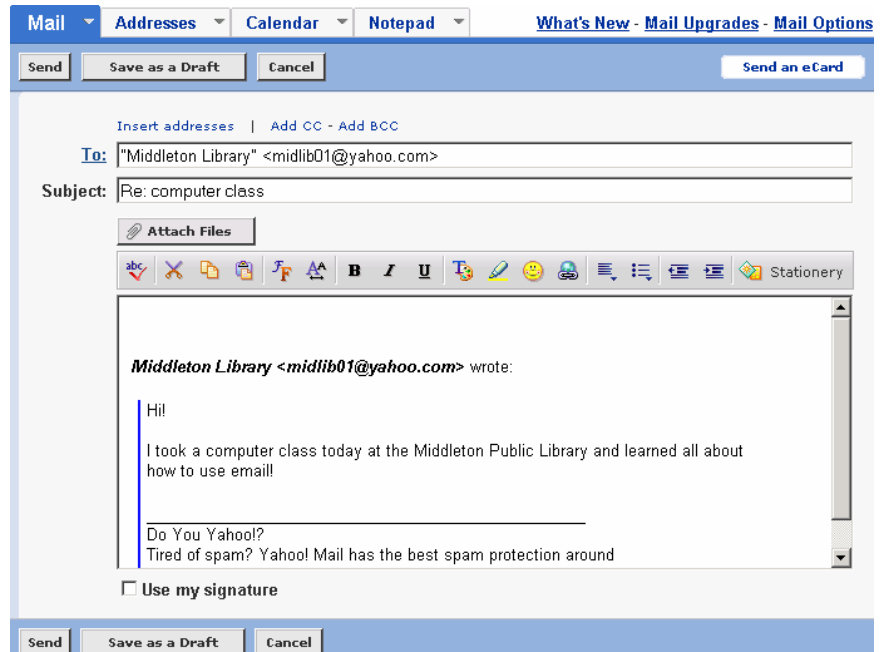 Mail Addresses Calendar Notepad What's New - Mail Upgrades - Mail Options
Send Save as a Draft Cancel Send an eCard
Insert addresses | Add CC - Add BCC
To: "Middleton Library" <midlib01@yahoo.com>
Subject: Re: computer class
Attach Files
abc F F A A B I U T Stationery
Middleton Library <midlib01@yahoo.com> wrote:
Hi!
I took a computer class today at the Middleton Public Library and learned all about
how to use email!
Do You Yahoo!?
Tired of spam? Yahoo! Mail has the best spam protection around
Use my signature
Send Save as a Draft Cancel